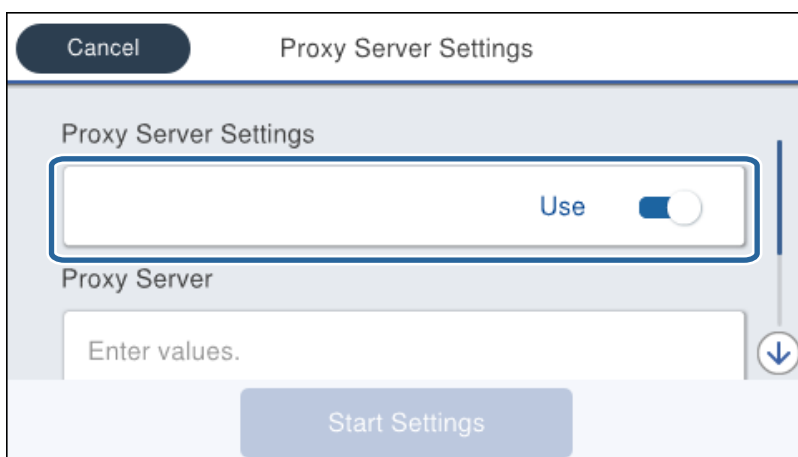 Cancel Proxy Server Settings
Proxy Server Settings
Use
Proxy Server
Enter values.
Start Settings